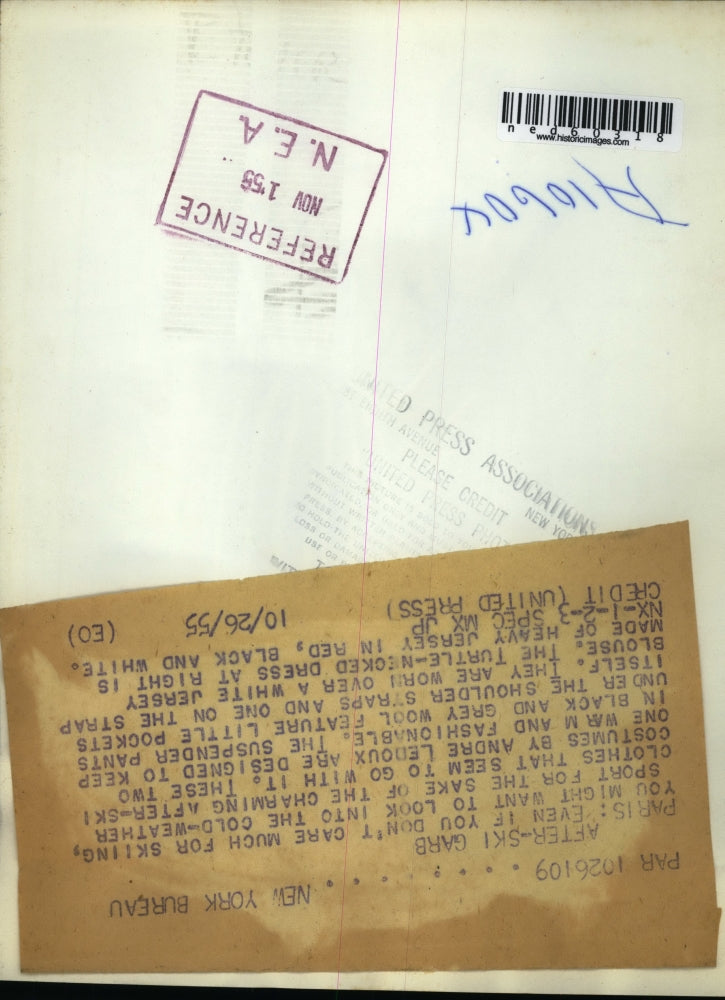 ned60318
www.historicimages.com
REFERENCE
NOV 1 '55
N. E. A.
UNITED PRESS ASSOCIATIONS
EIGHTH AVENUE
NEW YORK
PLEASE CREDIT
UNITED PRESS
PAR 1026109 . . . . . . . . NEW YORK BUREAU
AFTER-SKI GARB
PARIS: EVEN IF YOU DON'T CARE MUCH FOR SKIING,
YOU MIGHT WANT TO LOOK INTO THE COLD-WEATHER
SPORT FOR THE SAKE OF THE CHARMING AFTER-SKI
CLOTHES THAT SEEM TO GO WITH IT. THESE TWO
COSTUMES BY ANDRE LEDOUX ARE DESIGNED TO KEEP
ONE WARM AND FASHIONABLE. THE SUSPENDER PANTS
IN BLACK AND GREY WOOL FEATURE LITTLE POCKETS
UNDER THE SHOULDER STRAPS AND ONE ON THE STRAP
ITSELF. THEY ARE WORN OVER A WHITE JERSEY
BLOUSE. THE TURTLE-NECKED DRESS AT RIGHT IS
MADE OF HEAVY JERSEY IN RED, BLACK AND WHITE.
NX-1-2-3 SPEC MX JP
CREDIT (UNITED PRESS) 10/26/55 (EO)